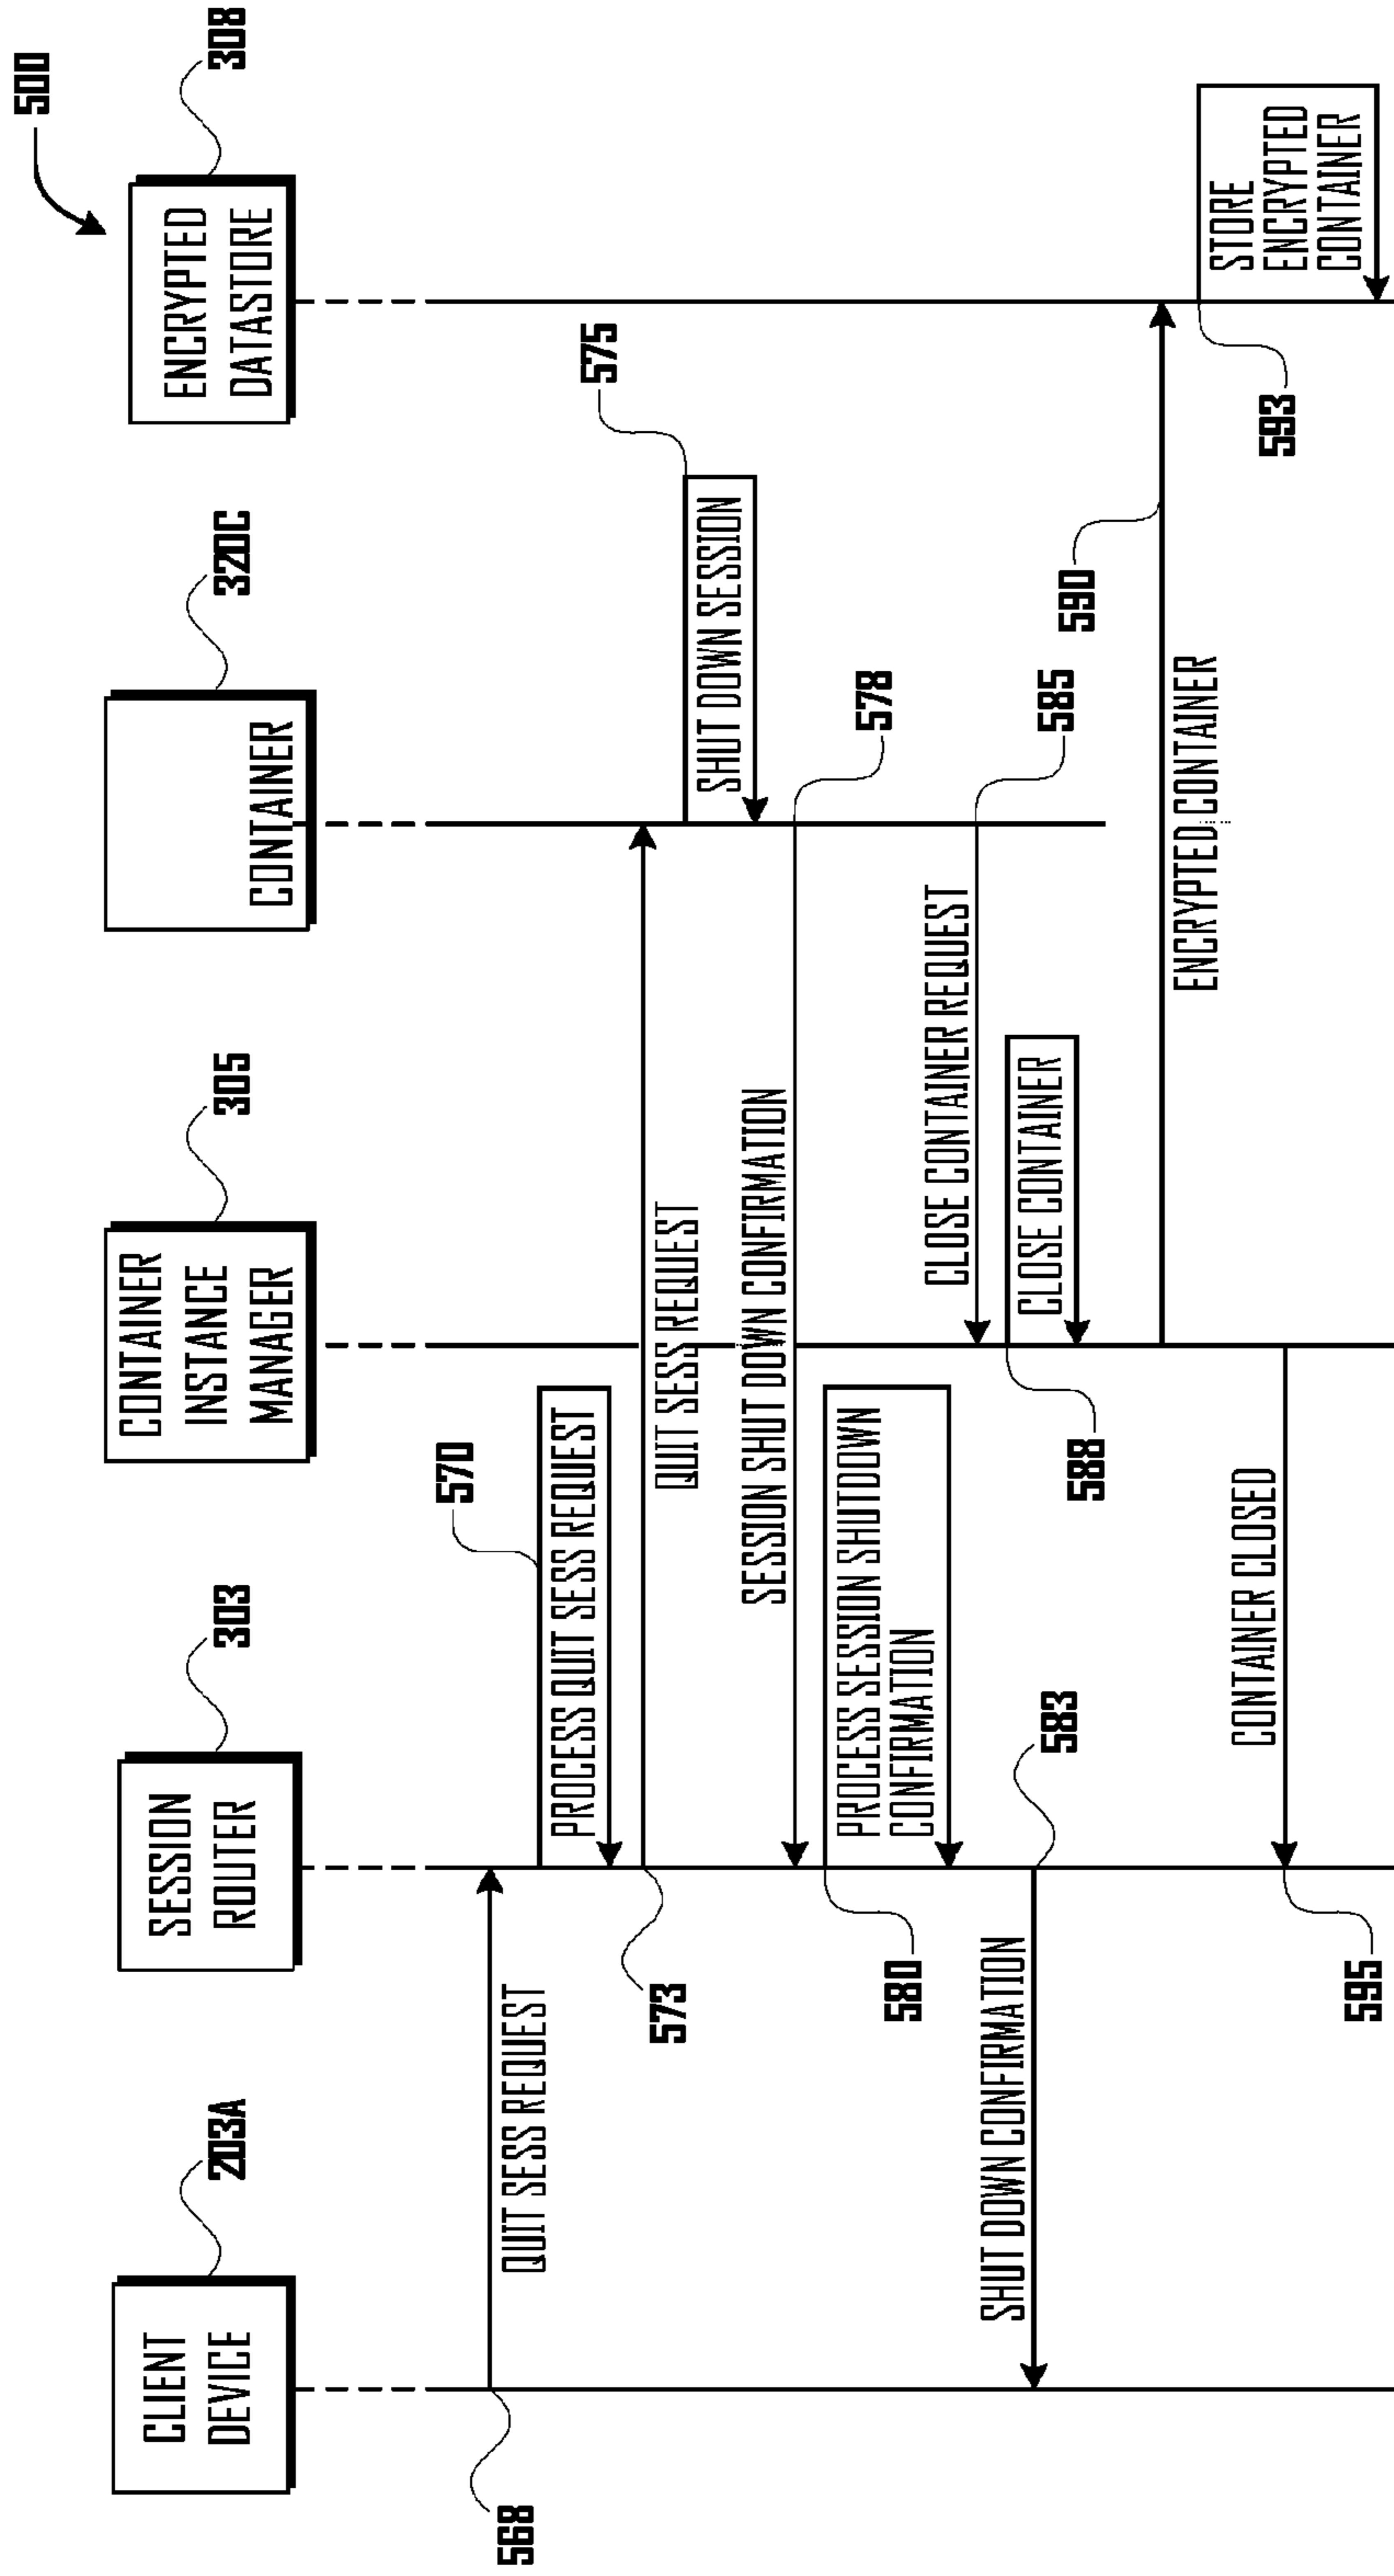 500
CLIENT
DEVICE
203A
SESSION
ROUTER
303
CONTAINER
INSTANCE
MANAGER
305
CONTAINER
320C
ENCRYPTED
DATASTORE
308
568
QUIT SESS REQUEST
570
PROCESS QUIT SESS REQUEST
573
QUIT SESS REQUEST
575
SHUT DOWN SESSION
578
SESSION SHUT DOWN CONFIRMATION
580
PROCESS SESSION SHUTDOWN
CONFIRMATION
585
CLOSE CONTAINER REQUEST
583
SHUT DOWN CONFIRMATION
588
CLOSE CONTAINER
590
ENCRYPTED CONTAINER
593
STORE
ENCRYPTED
CONTAINER
CONTAINER CLOSED
595